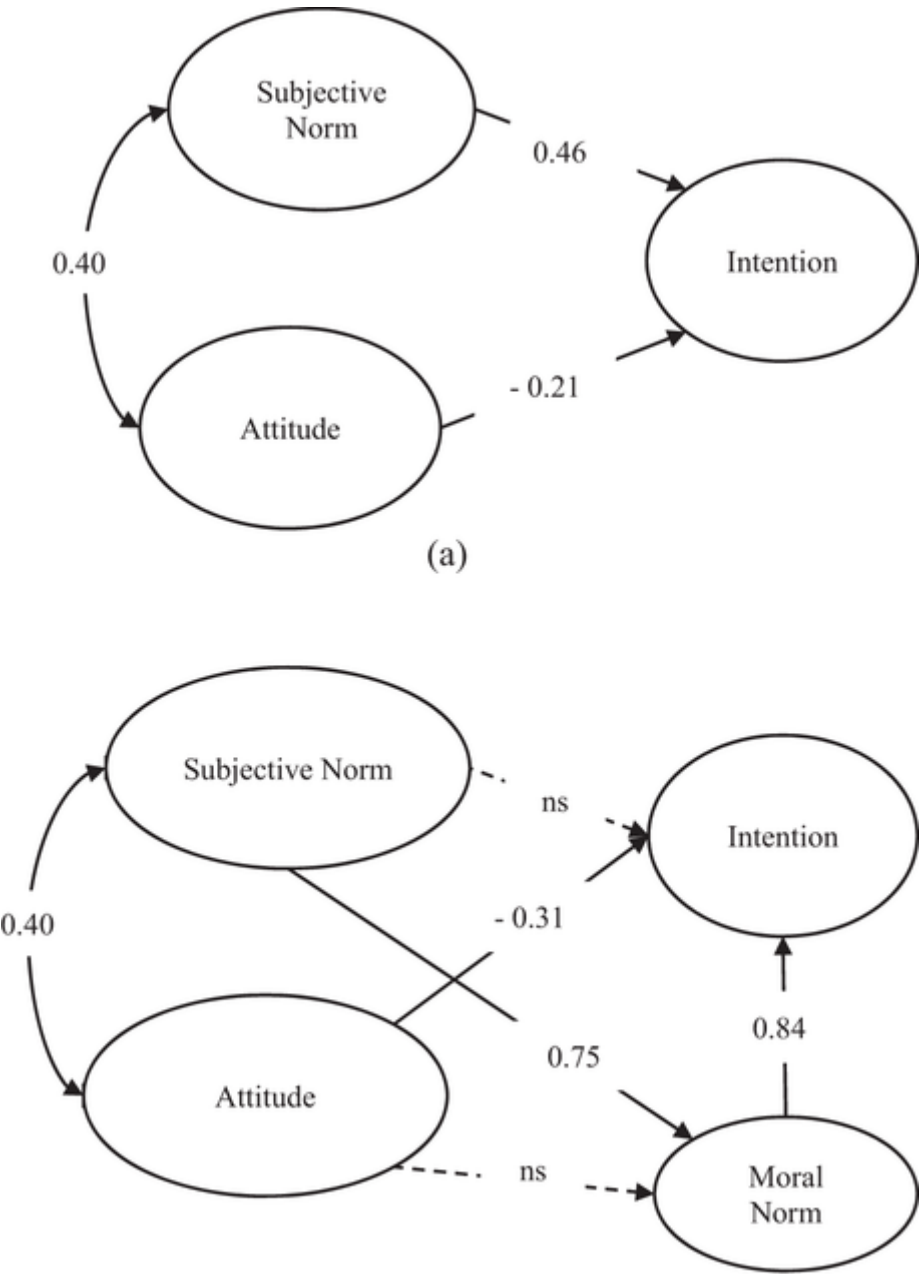 Subjective
Norm
0.46
0.40
Intention
- 0.21
Attitude
(a)
Subjective Norm
ns
Intention
- 0.31
0.40
0.84
0.75
Attitude
ns
Moral
Norm